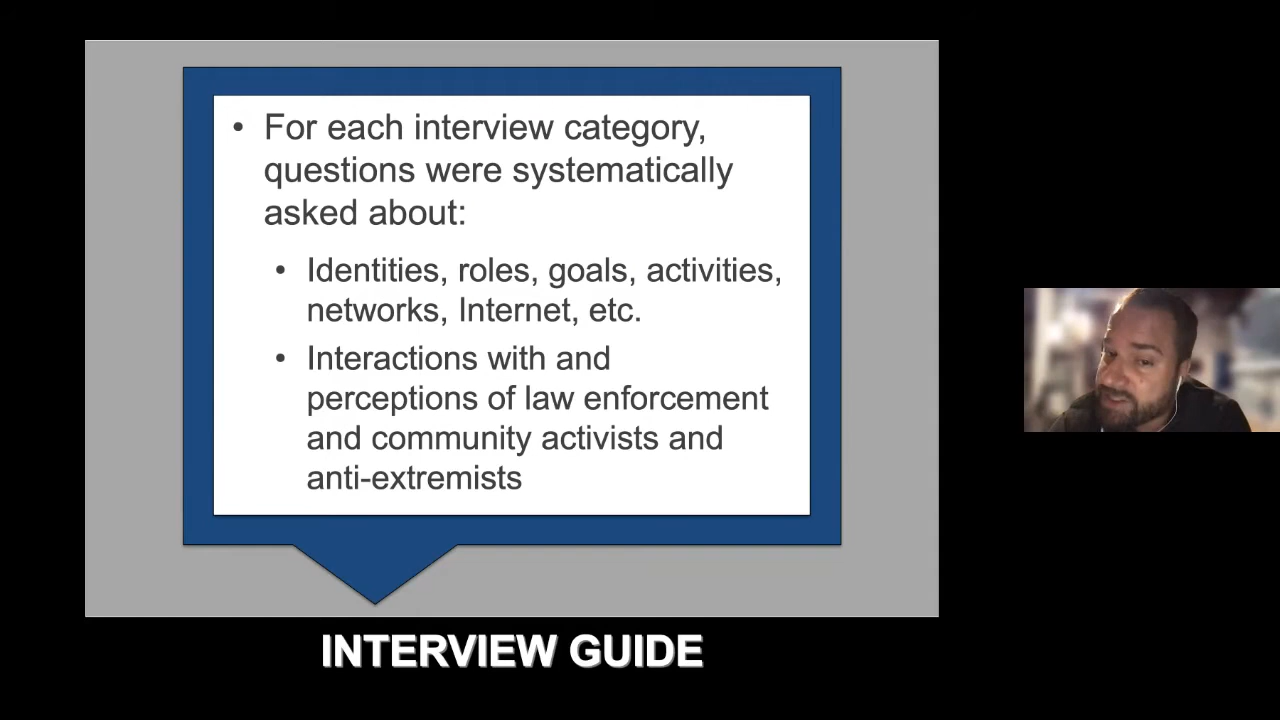 • For each interview category,
questions were systematically
asked about:
• Identities, roles, goals, activities,
networks, Internet, etc.
• Interactions with and
perceptions of law enforcement
and community activists and
anti-extremists
INTERVIEW GUIDE